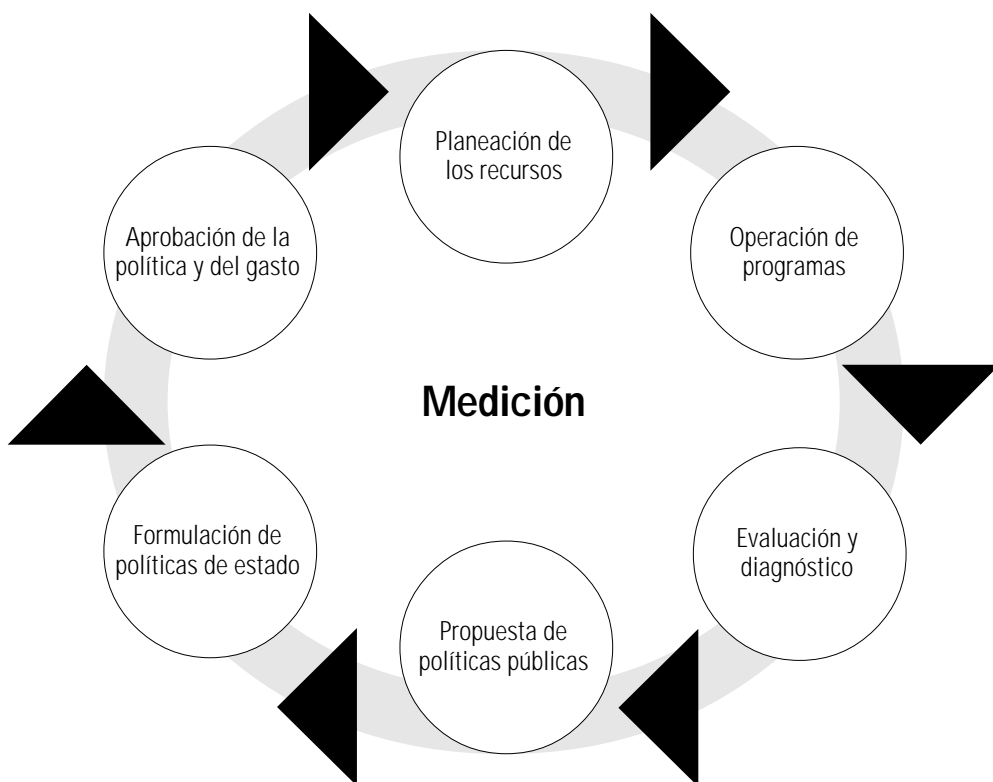 Planeación de
los recursos
Operación de
programas
Evaluación y
diagnóstico
Propuesta de
políticas públicas
Formulación de
políticas de estado
Aprobación de la
política y del gasto
Medición